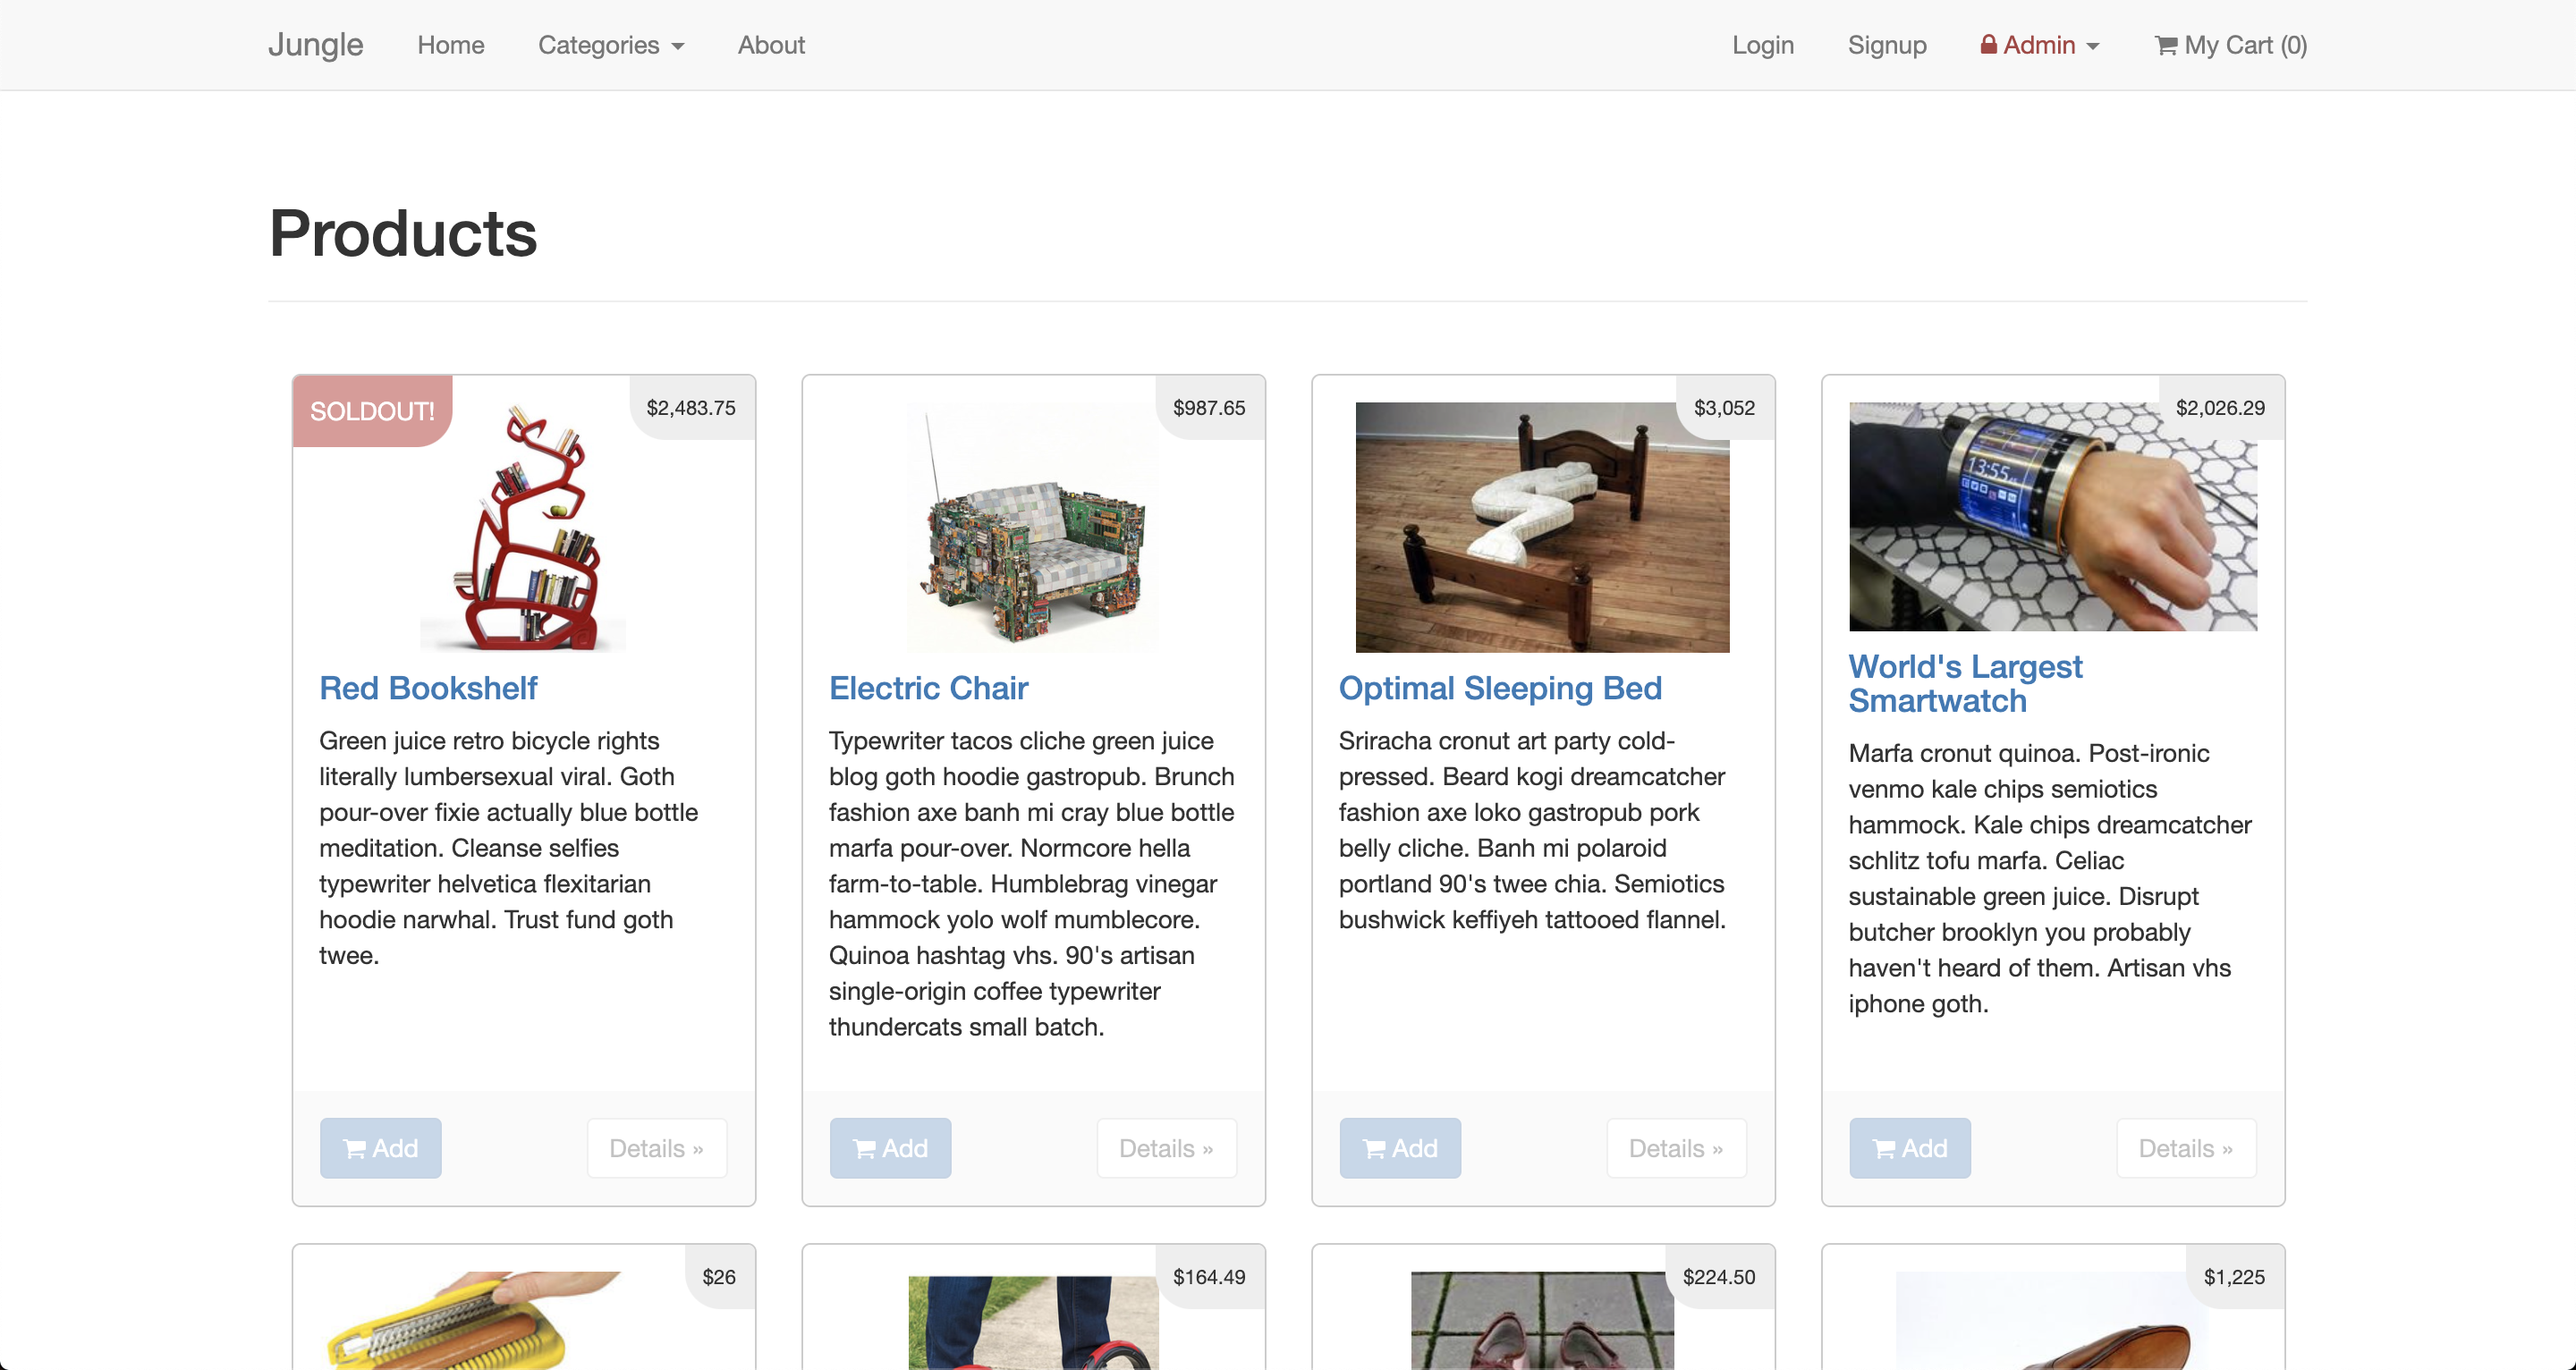 Jungle Home Categories About Login Signup Admin My Cart (0)
Products
SOLDOUT!
$2,483.75
Red Bookshelf
Green juice retro bicycle rights
literally lumbersexual viral. Goth
pour-over fixie actually blue bottle
meditation. Cleanse selfies
typewriter helvetica flexitarian
hoodie narwhal. Trust fund goth
twee.
Add Details »
$987.65
Electric Chair
Typewriter tacos cliche green juice
blog goth hoodie gastropub. Brunch
fashion axe banh mi cray blue bottle
marfa pour-over. Normcore hella
farm-to-table. Humblebrag vinegar
hammock yolo wolf mumblecore.
Quinoa hashtag vhs. 90's artisan
single-origin coffee typewriter
thundercats small batch.
Add Details »
$3,052
Optimal Sleeping Bed
Sriracha cronut art party cold-
pressed. Beard kogi dreamcatcher
fashion axe loko gastropub pork
belly cliche. Banh mi polaroid
portland 90's twee chia. Semiotics
bushwick keffiyeh tattooed flannel.
Add Details »
$2,026.29
13:55
World's Largest
Smartwatch
Marfa cronut quinoa. Post-ironic
venmo kale chips semiotics
hammock. Kale chips dreamcatcher
schlitz tofu marfa. Celiac
sustainable green juice. Disrupt
butcher brooklyn you probably
haven't heard of them. Artisan vhs
iphone goth.
Add Details »
$26
$164.49
$224.50
$1,225